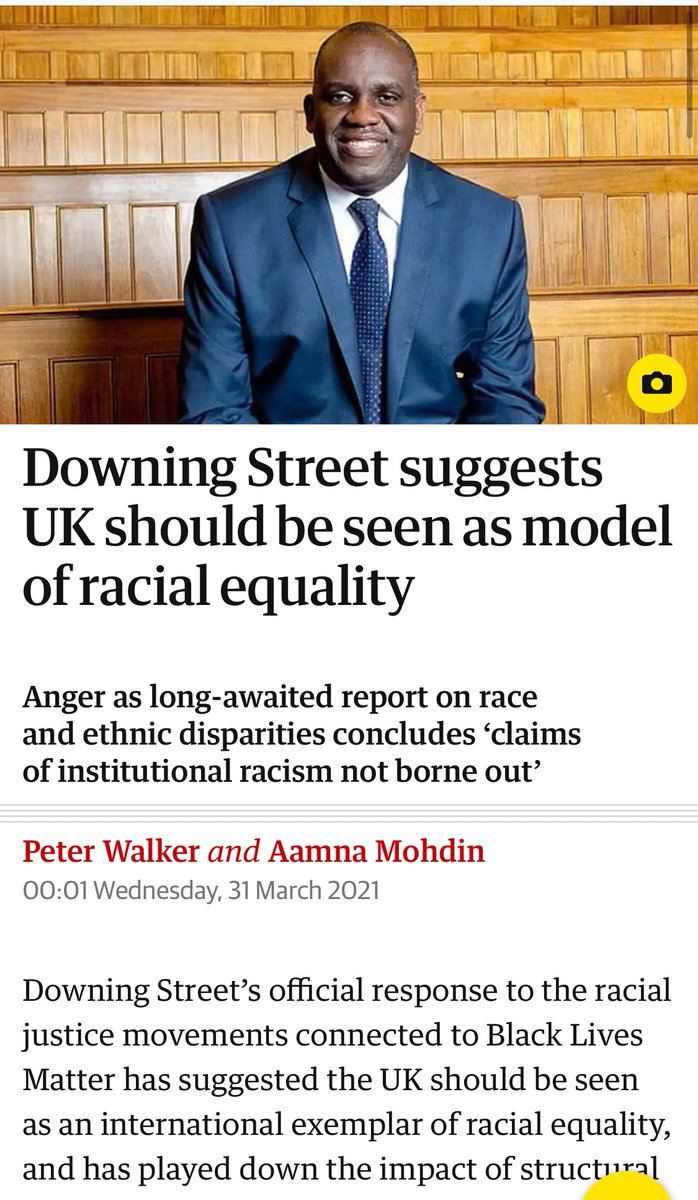 Downing Street suggests
UK should be seen as model
of racial equality
Anger as long-awaited report on race
and ethnic disparities concludes ‘claims
of institutional racism not borne out’
Peter Walker and Aamna Mohdin
00:01 Wednesday, 31 March 2021
Downing Street’s official response to the racial
justice movements connected to Black Lives
Matter has suggested the UK should be seen
as an international exemplar of racial equality,
and has played down the impact of structural